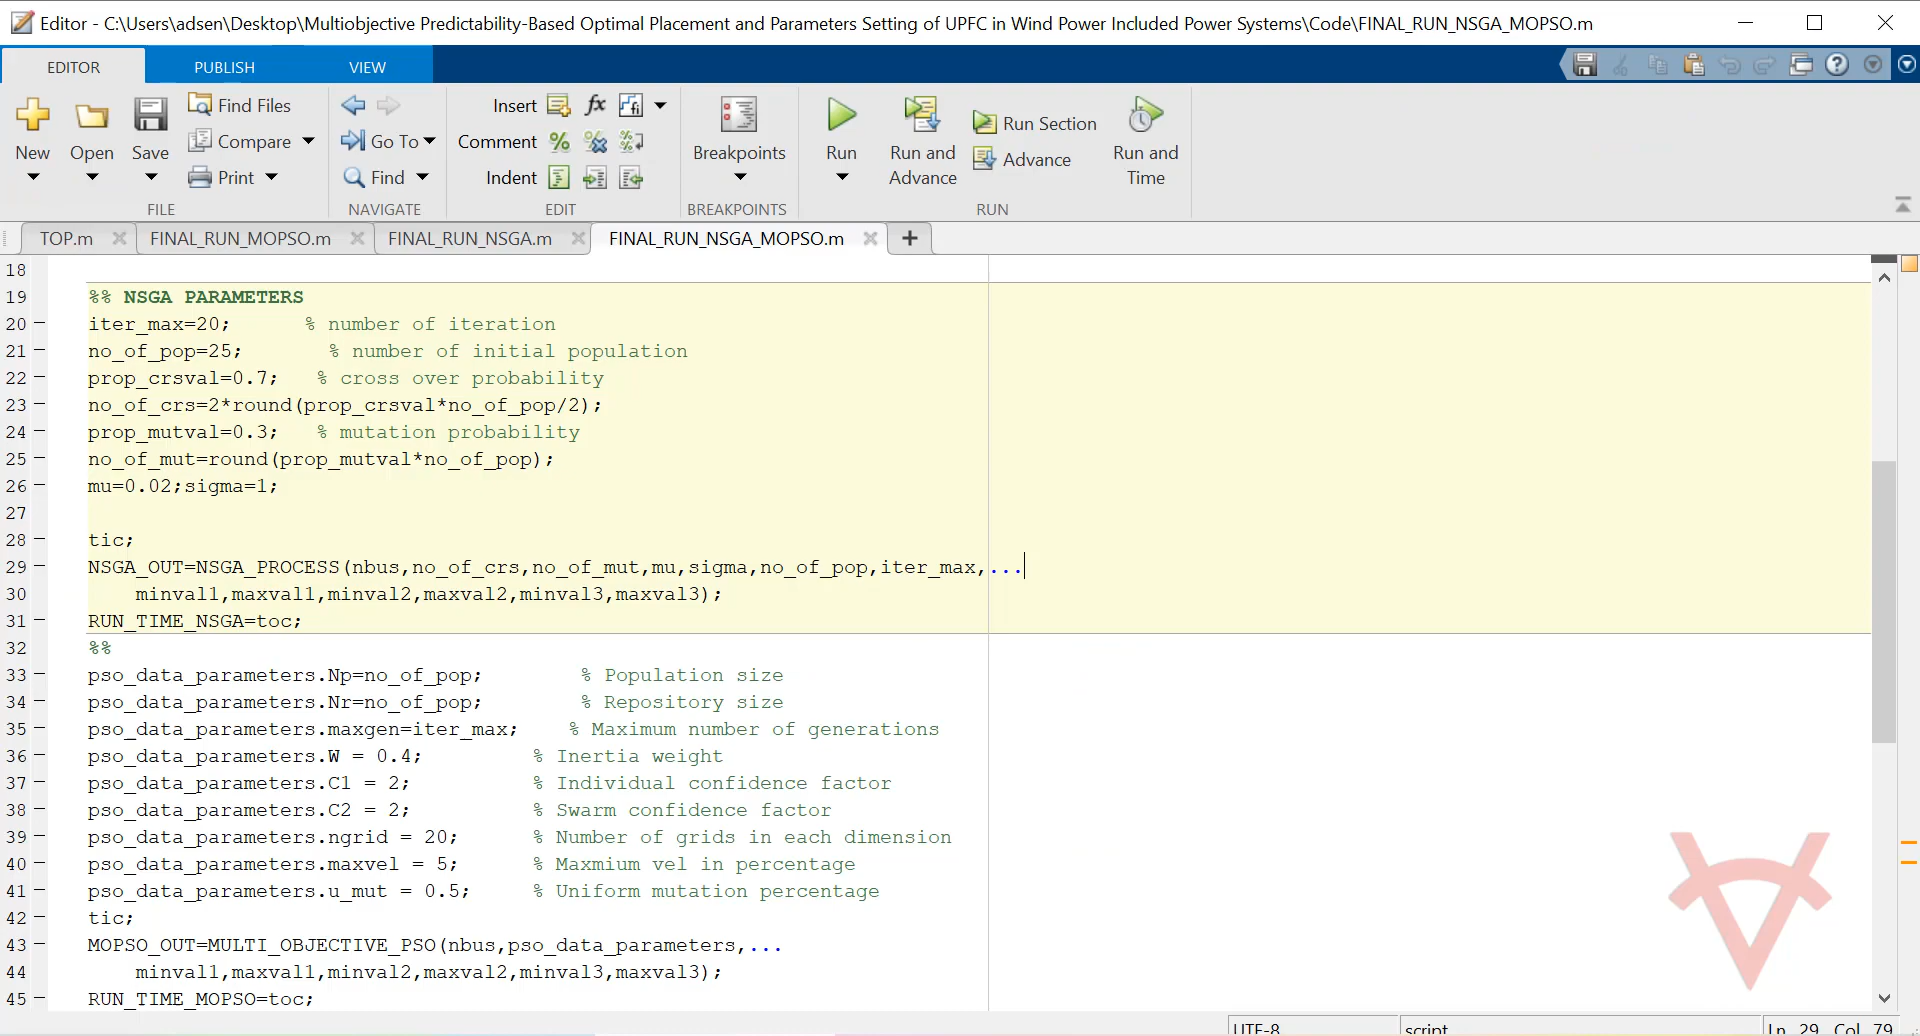 Editor - C:\Users\adsen\Desktop\Multiobjective Predictability-Based Optimal Placement and Parameters Setting of UPFC in Wind Power Included Power Systems\Code\FINAL_RUN_NSGA_MOPSO.m
EDITOR PUBLISH VIEW
New Open Save Find Files Compare Print
FILE
Go To Find
NAVIGATE
Insert fx
Comment
Indent
EDIT
Breakpoints
BREAKPOINTS
Run Run and Advance Run Section Advance Run and Time
RUN
TOP.m FINAL_RUN_MOPSO.m FINAL_RUN_NSGA.m FINAL_RUN_NSGA_MOPSO.m +
18
19 %% NSGA PARAMETERS
20 – iter_max=20; % number of iteration
21 – no_of_pop=25; % number of initial population
22 – prop_crsval=0.7; % cross over probability
23 – no_of_crs=2*round(prop_crsval*no_of_pop/2);
24 – prop_mutval=0.3; % mutation probability
25 – no_of_mut=round(prop_mutval*no_of_pop);
26 – mu=0.02;sigma=1;
27
28 – tic;
29 – NSGA_OUT=NSGA_PROCESS(nbus,no_of_crs,no_of_mut,mu,sigma,no_of_pop,iter_max,...
30 minval1,maxval1,minval2,maxval2,minval3,maxval3);
31 – RUN_TIME_NSGA=toc;
32 %%
33 – pso_data_parameters.Np=no_of_pop; % Population size
34 – pso_data_parameters.Nr=no_of_pop; % Repository size
35 – pso_data_parameters.maxgen=iter_max; % Maximum number of generations
36 – pso_data_parameters.W = 0.4; % Inertia weight
37 – pso_data_parameters.C1 = 2; % Individual confidence factor
38 – pso_data_parameters.C2 = 2; % Swarm confidence factor
39 – pso_data_parameters.ngrid = 20; % Number of grids in each dimension
40 – pso_data_parameters.maxvel = 5; % Maxmium vel in percentage
41 – pso_data_parameters.u_mut = 0.5; % Uniform mutation percentage
42 – tic;
43 – MOPSO_OUT=MULTI_OBJECTIVE_PSO(nbus,pso_data_parameters,...
44 minval1,maxval1,minval2,maxval2,minval3,maxval3);
45 – RUN_TIME_MOPSO=toc;
UTF-8 script Ln 29 Col 79